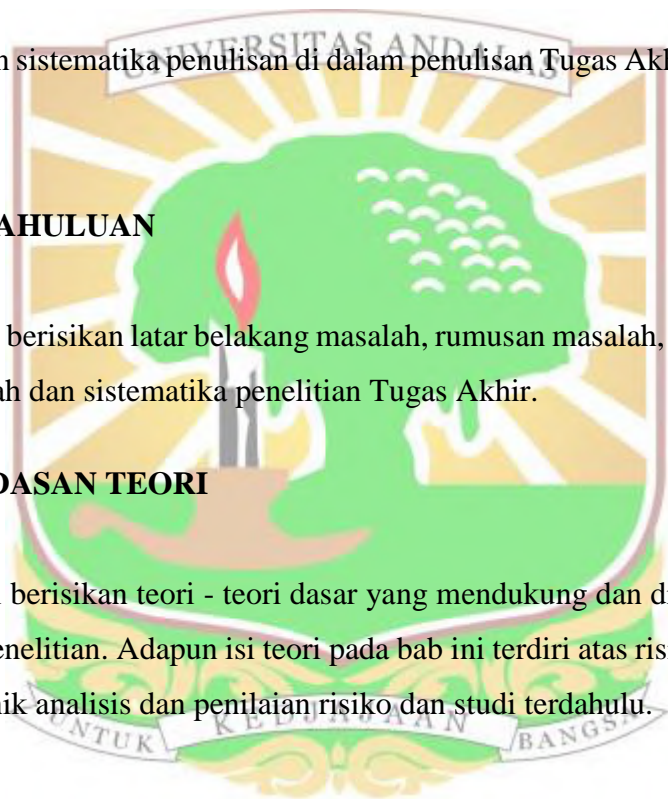 UNIVERSITAS ANDALAS
sistematika penulisan di dalam penulisan Tugas
AHULUAN
berisikan latar belakang masalah, rumusan masalah,
ah dan sistematika penelitian Tugas Akhir.
DASAN TEORI
berisikan teori - teori dasar yang mendukung dan
enelitian. Adapun isi teori pada bab ini terdiri atas
nik analisis dan penilaian risiko dan studi terdahulu.
UNTUK KEDJAJAAN BANGSA